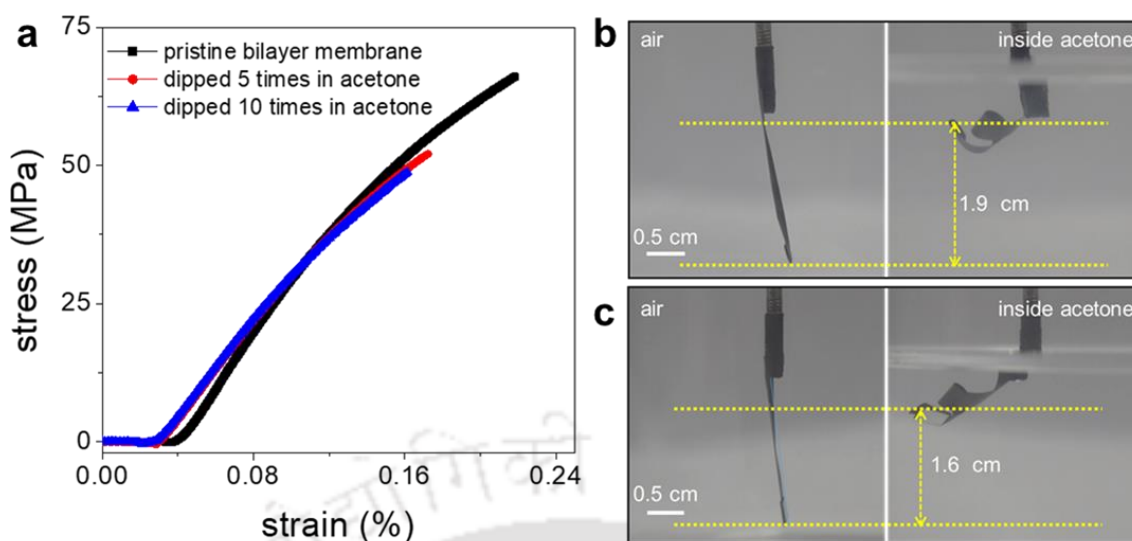 a
pristine bilayer membrane
dipped 5 times in acetone
dipped 10 times in acetone
stress (MPa)
75
50
25
0
0.00
0.08
0.16
0.24
strain (%)
b
air
inside acetone
1.9 cm
0.5 cm
c
air
inside acetone
1.6 cm
0.5 cm